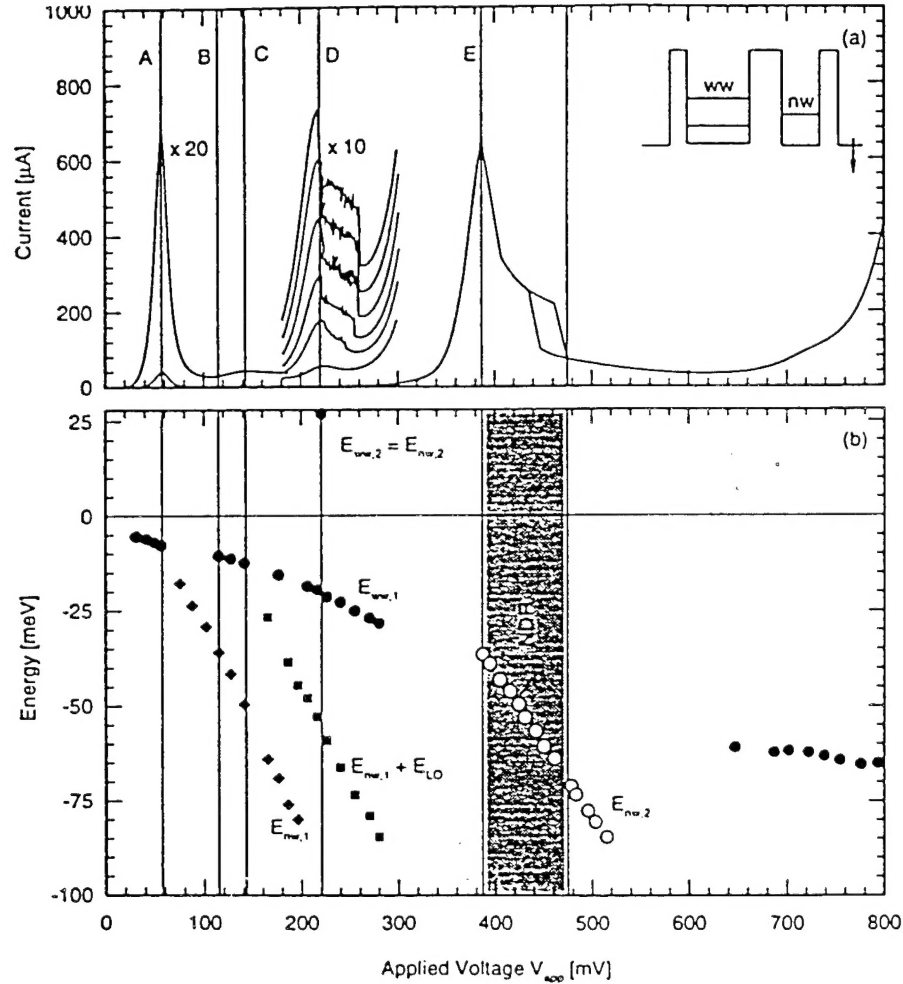 1000
800
600
400
200
0
Current [μA]
A
B
C
D
E
(a)
x 20
x 10
ww
nw
25
0
-25
-50
-75
-100
Energy [meV]
(b)
E_ww,2 = E_nw,2
E_ww,1
NDR
E_nw,1 + E_LO
E_nw,1
E_nw,2
0 100 200 300 400 500 600 700 800
Applied Voltage V_app [mV]